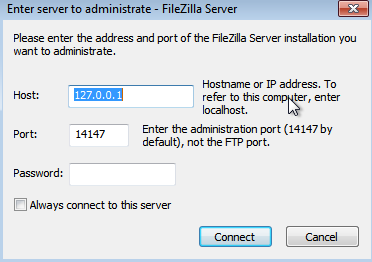 Enter server to administrate - FileZilla Server
Please enter the address and port of the FileZilla Server installation you
want to administrate.
Host:
127.0.0.1
Hostname or IP address. To
refer to this computer, enter
localhost.
Port:
14147
Enter the administration port (14147 by
default), not the FTP port.
Password:
Always connect to this server
Connect
Cancel